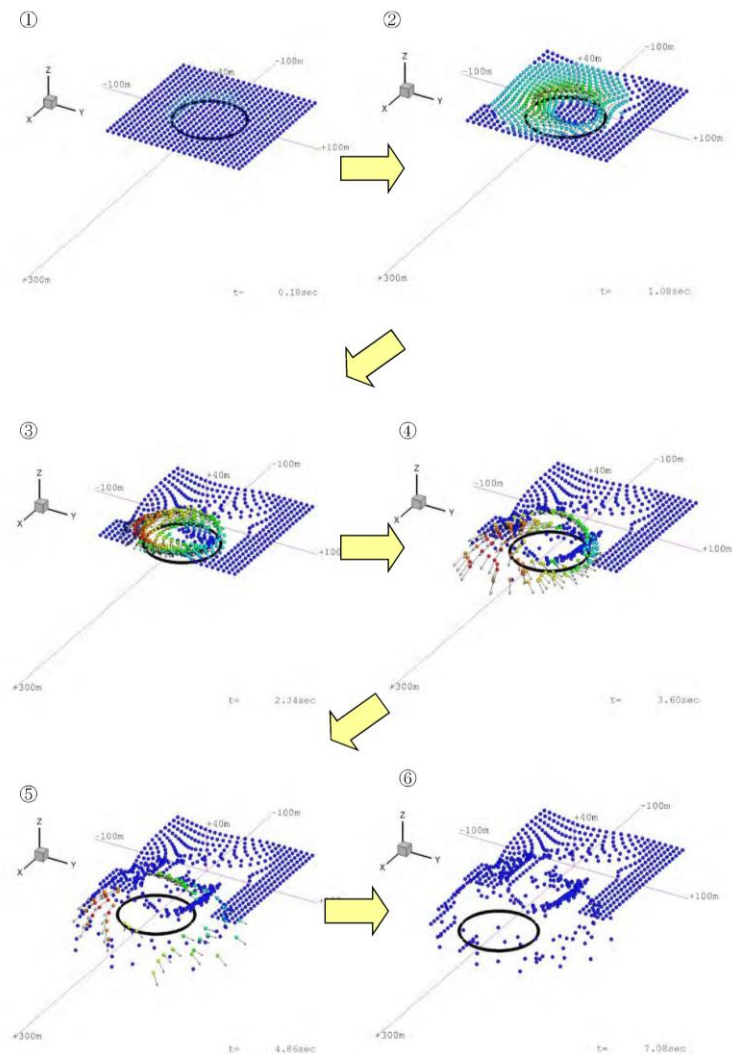 ①
Z
X
Y
-100m
+40m
-100m
+100m
+300m
t= 0.18sec
②
Z
X
Y
-100m
+40m
-100m
+100m
+300m
t= 1.08sec
③
Z
X
Y
-100m
+40m
-100m
+100m
+300m
t= 2.34sec
④
Z
X
Y
-100m
+40m
-100m
+100m
+300m
t= 3.60sec
⑤
Z
X
Y
-100m
+40m
-100m
+100m
+300m
t= 4.86sec
⑥
Z
X
Y
-100m
+40m
-100m
+100m
+300m
t= 7.08sec